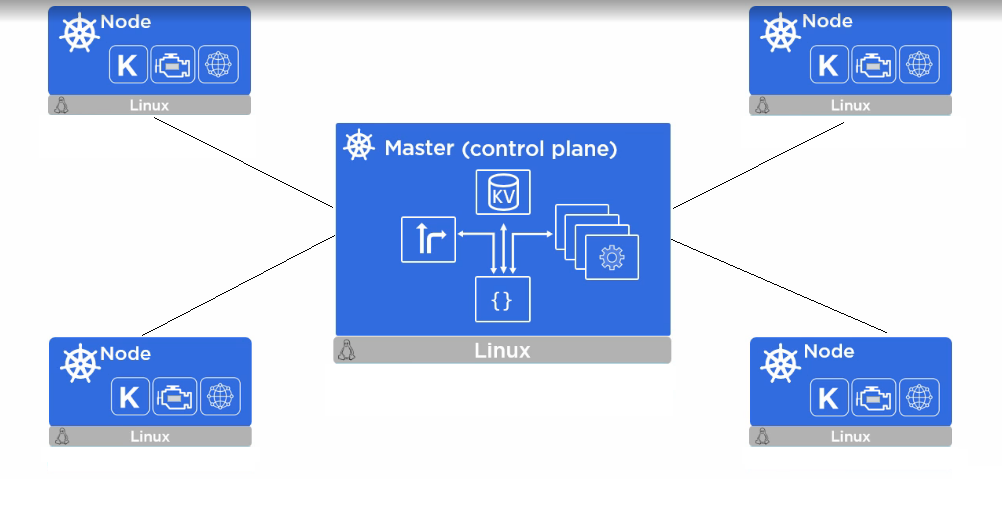 Node
K
Linux
Node
K
Linux
Master (control plane)
KV
{}
Linux
Node
K
Linux
Node
K
Linux